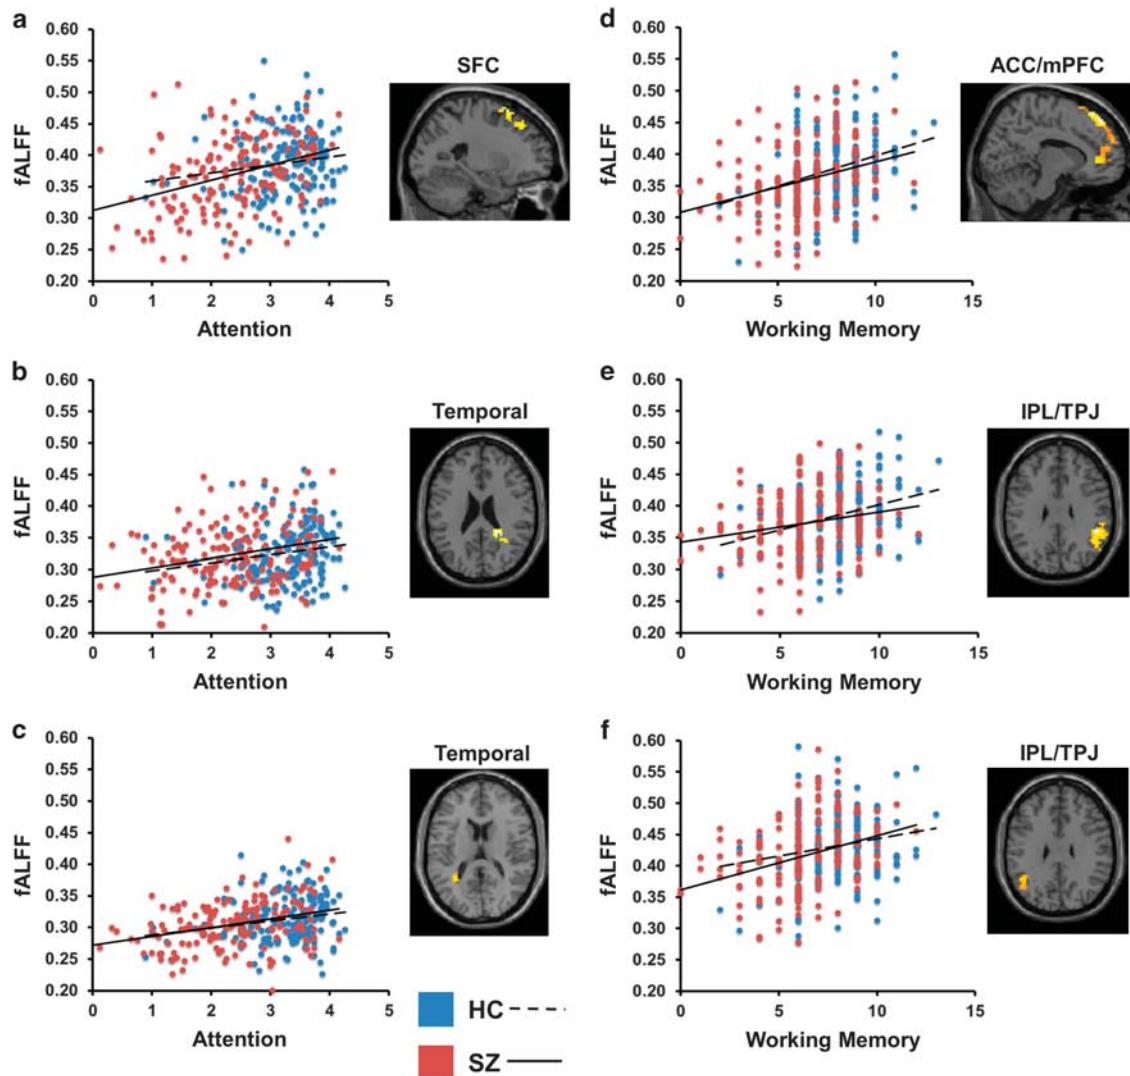 a
0.60
0.55
0.50
0.45
0.40
0.35
0.30
0.25
0.20
fALFF
0 1 2 3 4 5
Attention
SFC
d
0.60
0.55
0.50
0.45
0.40
0.35
0.30
0.25
0.20
fALFF
0 5 10 15
Working Memory
ACC/mPFC
b
0.60
0.55
0.50
0.45
0.40
0.35
0.30
0.25
0.20
fALFF
0 1 2 3 4 5
Attention
Temporal
e
0.60
0.55
0.50
0.45
0.40
0.35
0.30
0.25
0.20
fALFF
0 5 10 15
Working Memory
IPL/TPJ
c
0.60
0.55
0.50
0.45
0.40
0.35
0.30
0.25
0.20
fALFF
0 1 2 3 4 5
Attention
Temporal
f
0.60
0.55
0.50
0.45
0.40
0.35
0.30
0.25
0.20
fALFF
0 5 10 15
Working Memory
IPL/TPJ
HC
SZ